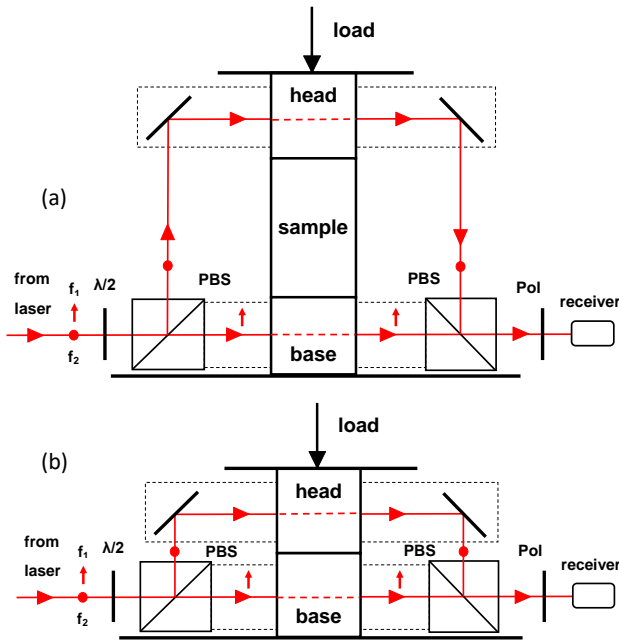 load
head
(a)
sample
from
laser
f1
λ/2
PBS
PBS
Pol
receiver
f2
base
(b)
load
head
from
laser
f1
λ/2
PBS
PBS
Pol
receiver
f2
base